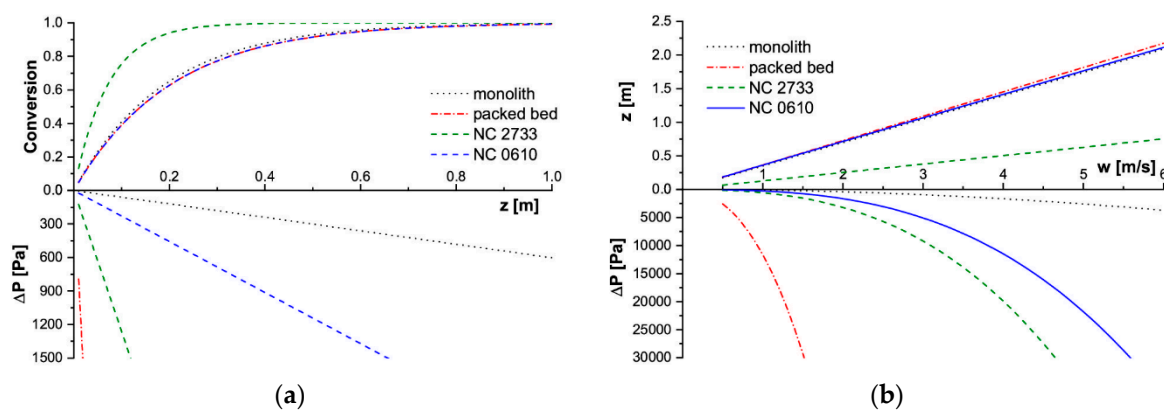 1.0
0.8
0.6
0.4
0.2
0.0
300
600
900
1200
1500
Conversion
ΔP [Pa]
0.2 0.4 0.6 0.8 1.0
z [m]
monolith
packed bed
NC 2733
NC 0610
(a)
2.5
2.0
1.5
1.0
0.5
0.0
5000
10000
15000
20000
25000
30000
z [m]
ΔP [Pa]
monolith
packed bed
NC 2733
NC 0610
w [m/s]
1 2 3 4 5 6
(b)